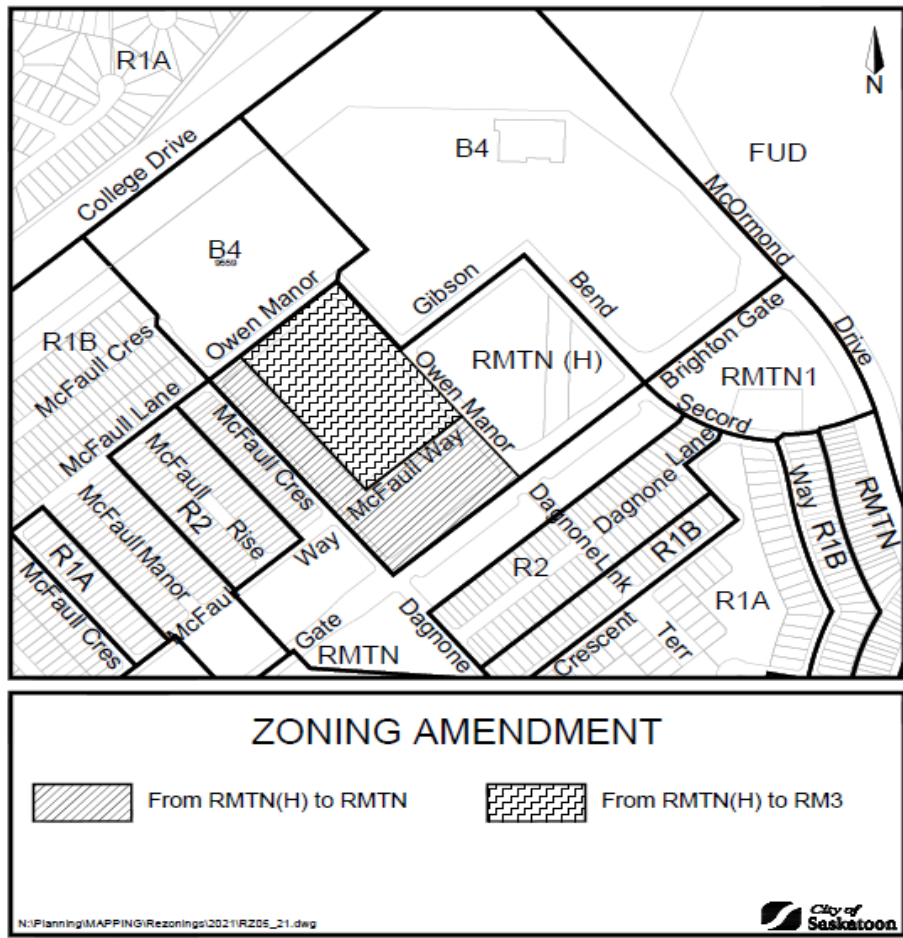 R1A
N
College Drive
B4
FUD
McOrmond
Drive
B4
9559
Owen Manor
Gibson
Bend
R1B
McFaull Cres
RMTN (H)
Owen Manor
Brighton Gate
RMTN1
McFaull Lane
Secord
McFaull Cres
McFaull Way
McFaull
R2
Rise
Way
McFaull
Dagnone Lane
Dagnone Link
R2
R1B
Way
R1B
RMTN
R1A
McFaull Manor
R1A
McFaull Cres
Gate
RMTN
Dagnone
Crescent
Terr
ZONING AMENDMENT
From RMTN(H) to RMTN
From RMTN(H) to RM3
N:\Planning\MAPPING\Rezonings\2021\RZ05_21.dwg
City of
Saskatoon